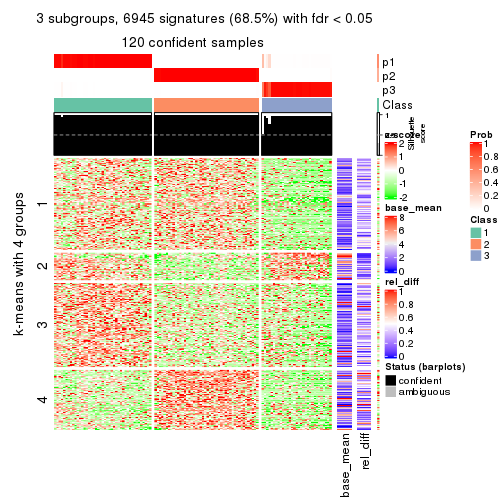 3 subgroups, 6945 signatures (68.5%) with fdr < 0.05
120 confident samples
p1
p2
p3
Class
1
Silhouette
score
k-means with 4 groups
1
2
3
4
base_mean
rel_diff
z-score
2
1
0
-1
-2
base_mean
8
6
4
2
0
rel_diff
1
0.8
0.6
0.4
0.2
0
Status (barplots)
confident
ambiguous
Prob
1
0.8
0.6
0.4
0.2
0
Class
1
2
3